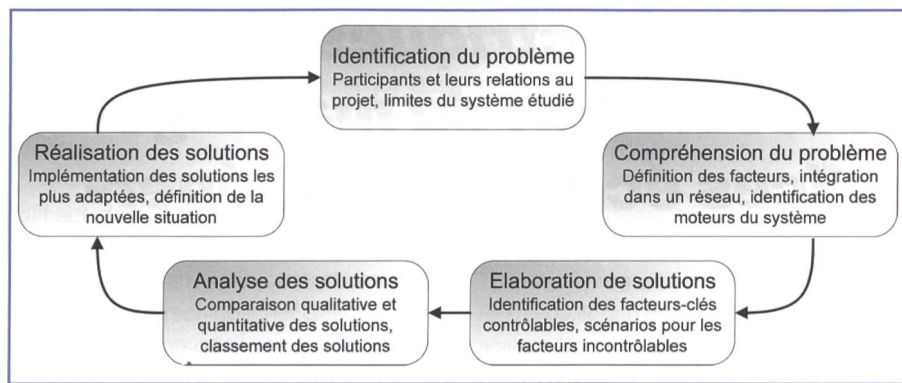 Identification du problème
Participants et leurs relations au
projet, limites du système étudié
Compréhension du problème
Définition des facteurs, intégration
dans un réseau, identification des
moteurs du système
Elaboration de solutions
Identification des facteurs-clés
contrôlables, scénarios pour les
facteurs incontrôlables
Analyse des solutions
Comparaison qualitative et
quantitative des solutions,
classement des solutions
Réalisation des solutions
Implémentation des solutions les
plus adaptées, définition de la
nouvelle situation